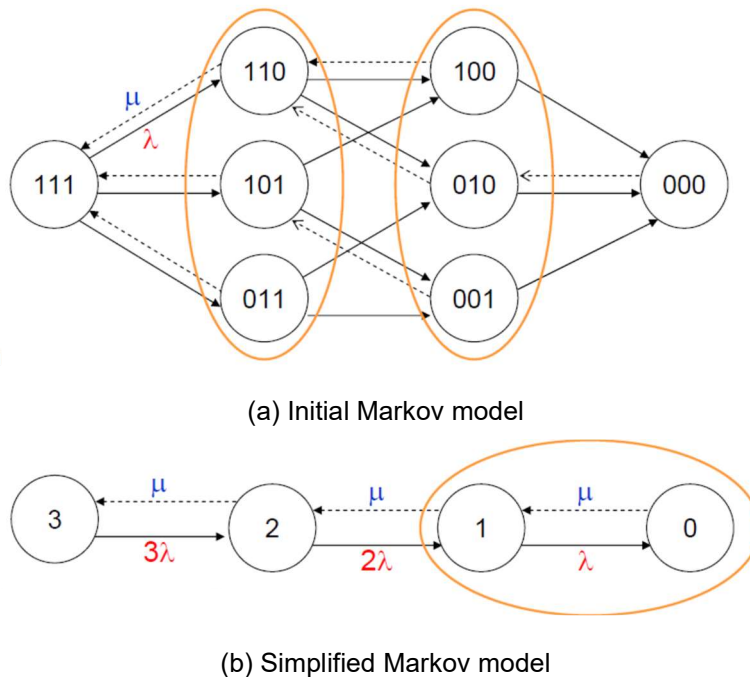 110 100
μ
λ
111 101 010 000
011 001
(a) Initial Markov model
μ μ μ
3 2 1 0
3λ 2λ λ
(b) Simplified Markov model